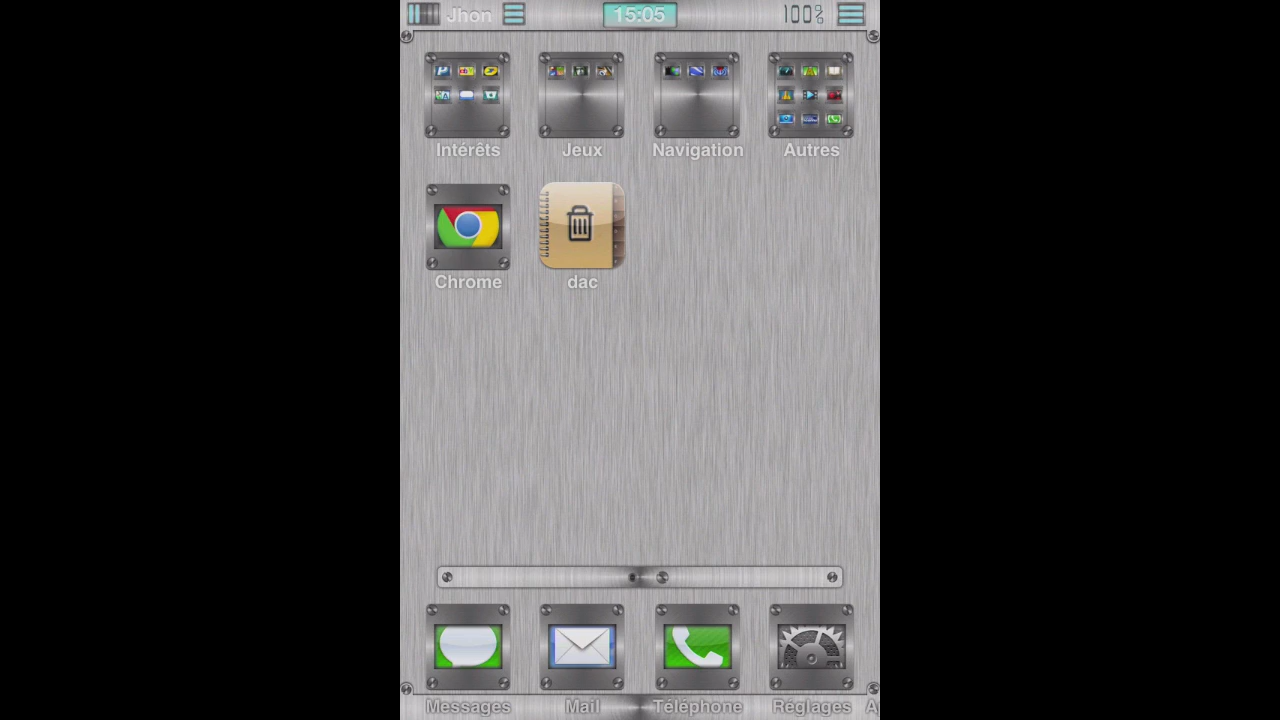 Jhon 15:05 100%
Intérêts Jeux Navigation Autres
Chrome dac
Messages Mail Téléphone Réglages A